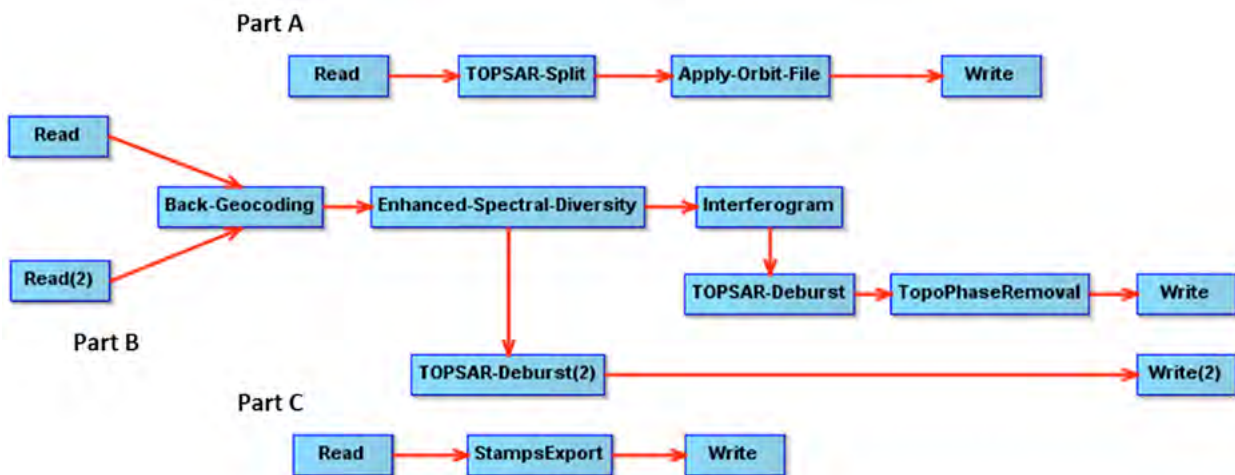 Part A
Read
TOPSAR-Split
Apply-Orbit-File
Write
Read
Back-Geocoding
Enhanced-Spectral-Diversity
Interferogram
Read(2)
TOPSAR-Deburst
TopoPhaseRemoval
Write
Part B
TOPSAR-Deburst(2)
Write(2)
Part C
Read
StampsExport
Write